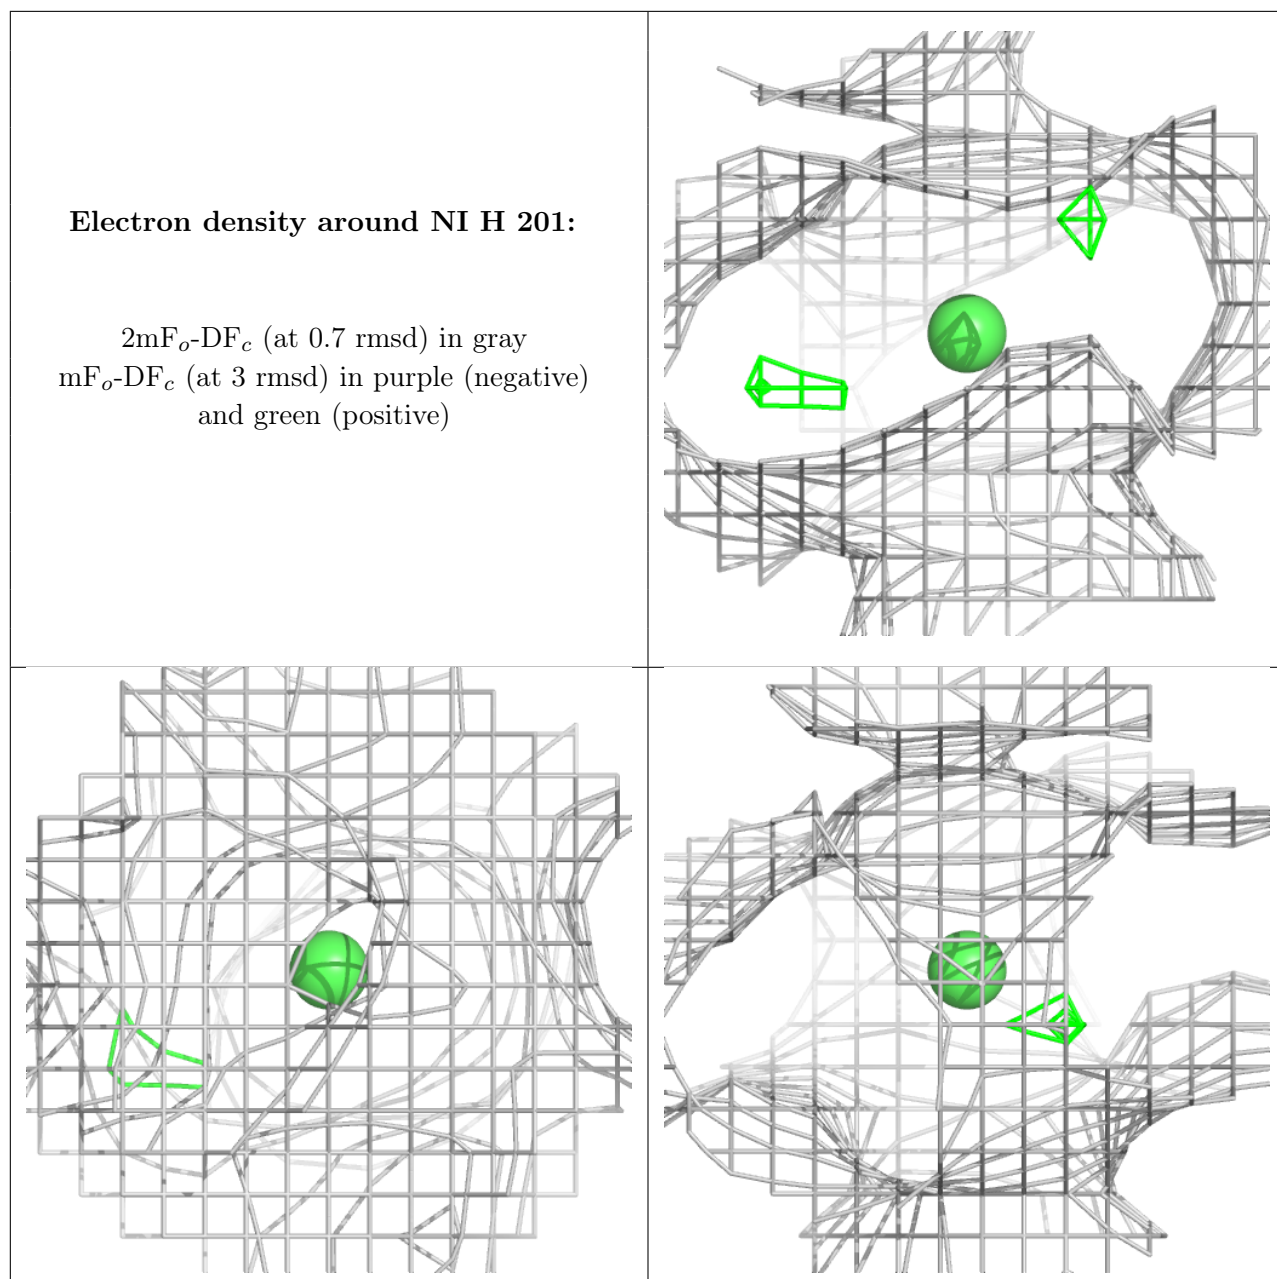 Electron density around NI H 201:
2mFo-DFc (at 0.7 rmsd) in gray
mFo-DFc (at 3 rmsd) in purple (negative)
and green (positive)